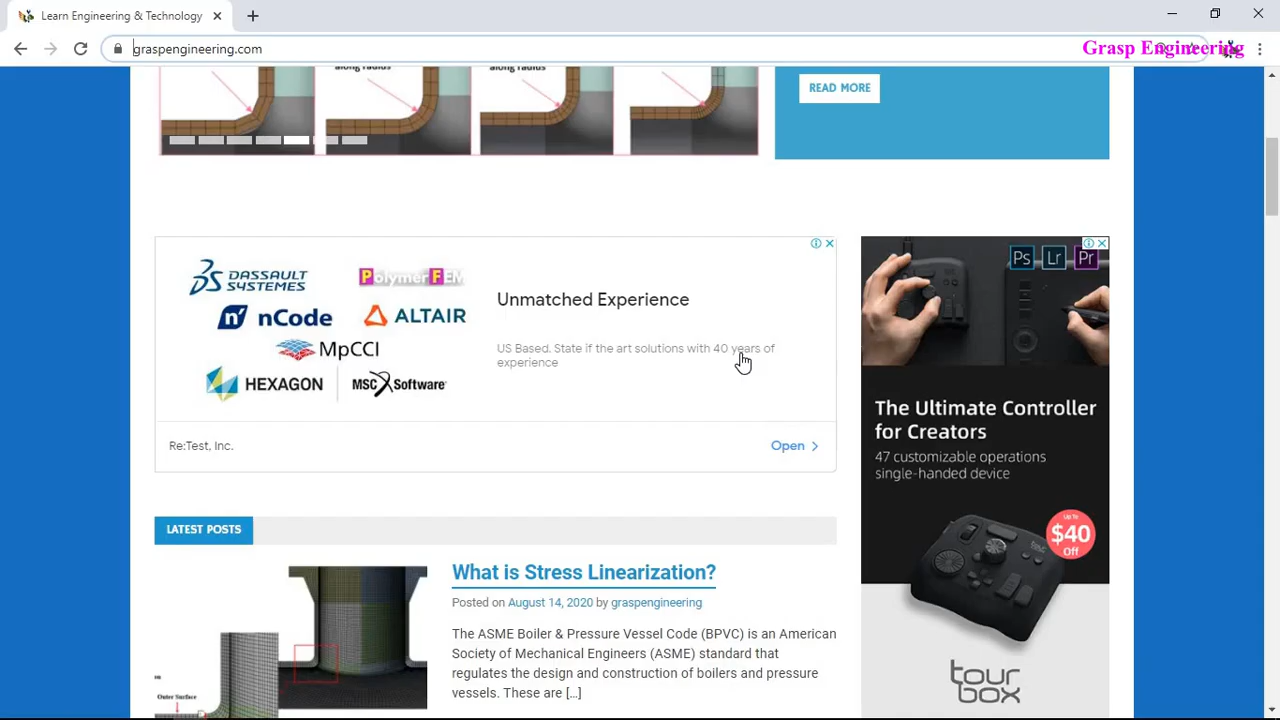 Learn Engineering & Technology
graspengineering.com
Grasp Engineering
along radius
along radius
along radius
along radius
READ MORE
DASSAULT
SYSTEMES
PolymerFEM
nCode
ALTAIR
MpCCI
HEXAGON
MSC Software
Unmatched Experience
US Based. State if the art solutions with 40 years of
experience
Re:Test, Inc.
Open
Ps Lr Pr
The Ultimate Controller
for Creators
47 customizable operations
single-handed device
Up To
$40
Off
tour
box
LATEST POSTS
What is Stress Linearization?
Posted on August 14, 2020 by graspengineering
The ASME Boiler & Pressure Vessel Code (BPVC) is an American
Society of Mechanical Engineers (ASME) standard that
regulates the design and construction of boilers and pressure
vessels. These are […]
Outer Surface